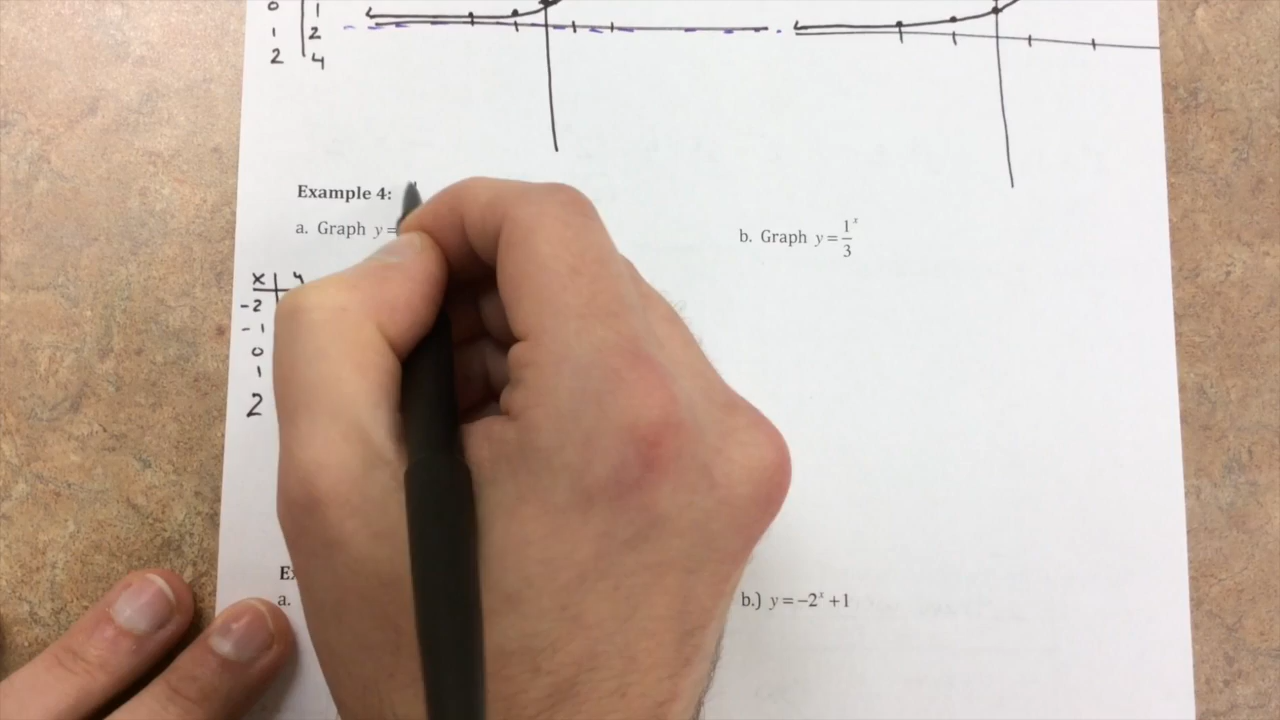 0 | 1
1 | 2
2 | 4
Example 4:
a. Graph y=
b. Graph y=1^x/3
x | y
-2
-1
0
1
2
a.
b.) y=-2^x+1